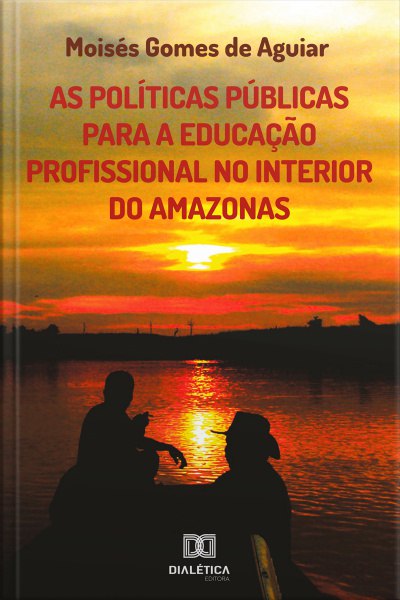 Moisés Gomes de Aguiar
AS POLÍTICAS PÚBLICAS
PARA A EDUCAÇÃO
PROFISSIONAL NO INTERIOR
DO AMAZONAS
DIALÉTICA
EDITORA